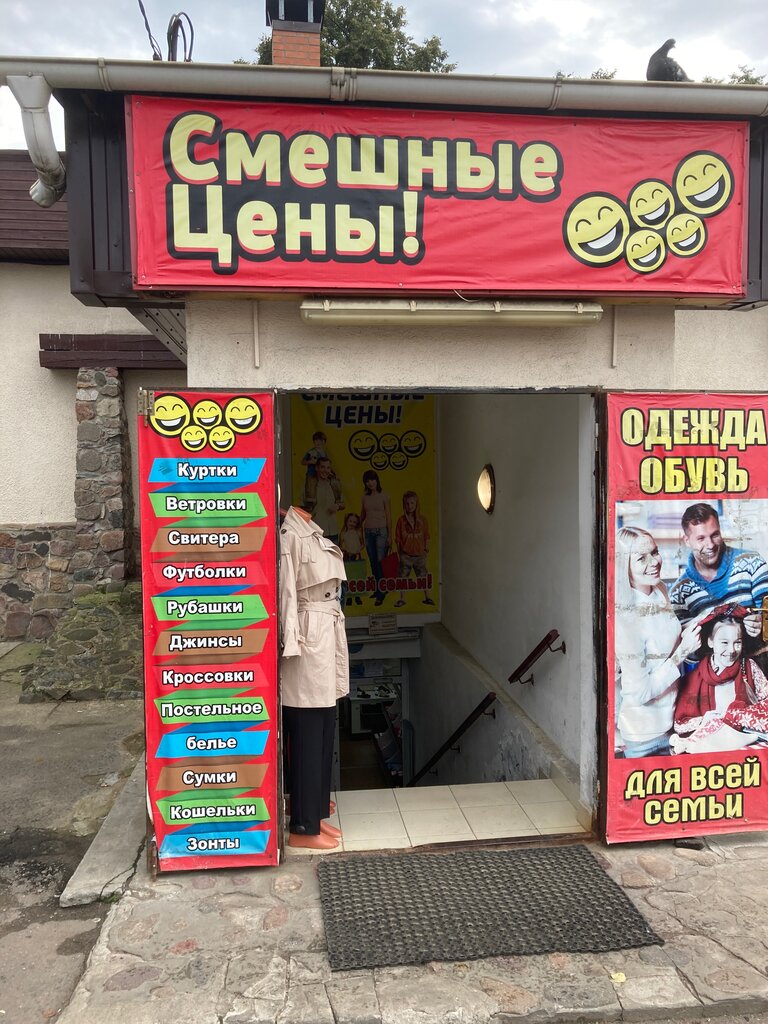 Смешные
Цены!
Куртки
Ветровки
Свитера
Футболки
Рубашки
Джинсы
Кроссовки
Постельное
белье
Сумки
Кошельки
Зонты
СМЕШНЫЕ
ЦЕНЫ!
всей семьи!
ОДЕЖДА
ОБУВЬ
для всей
семьи